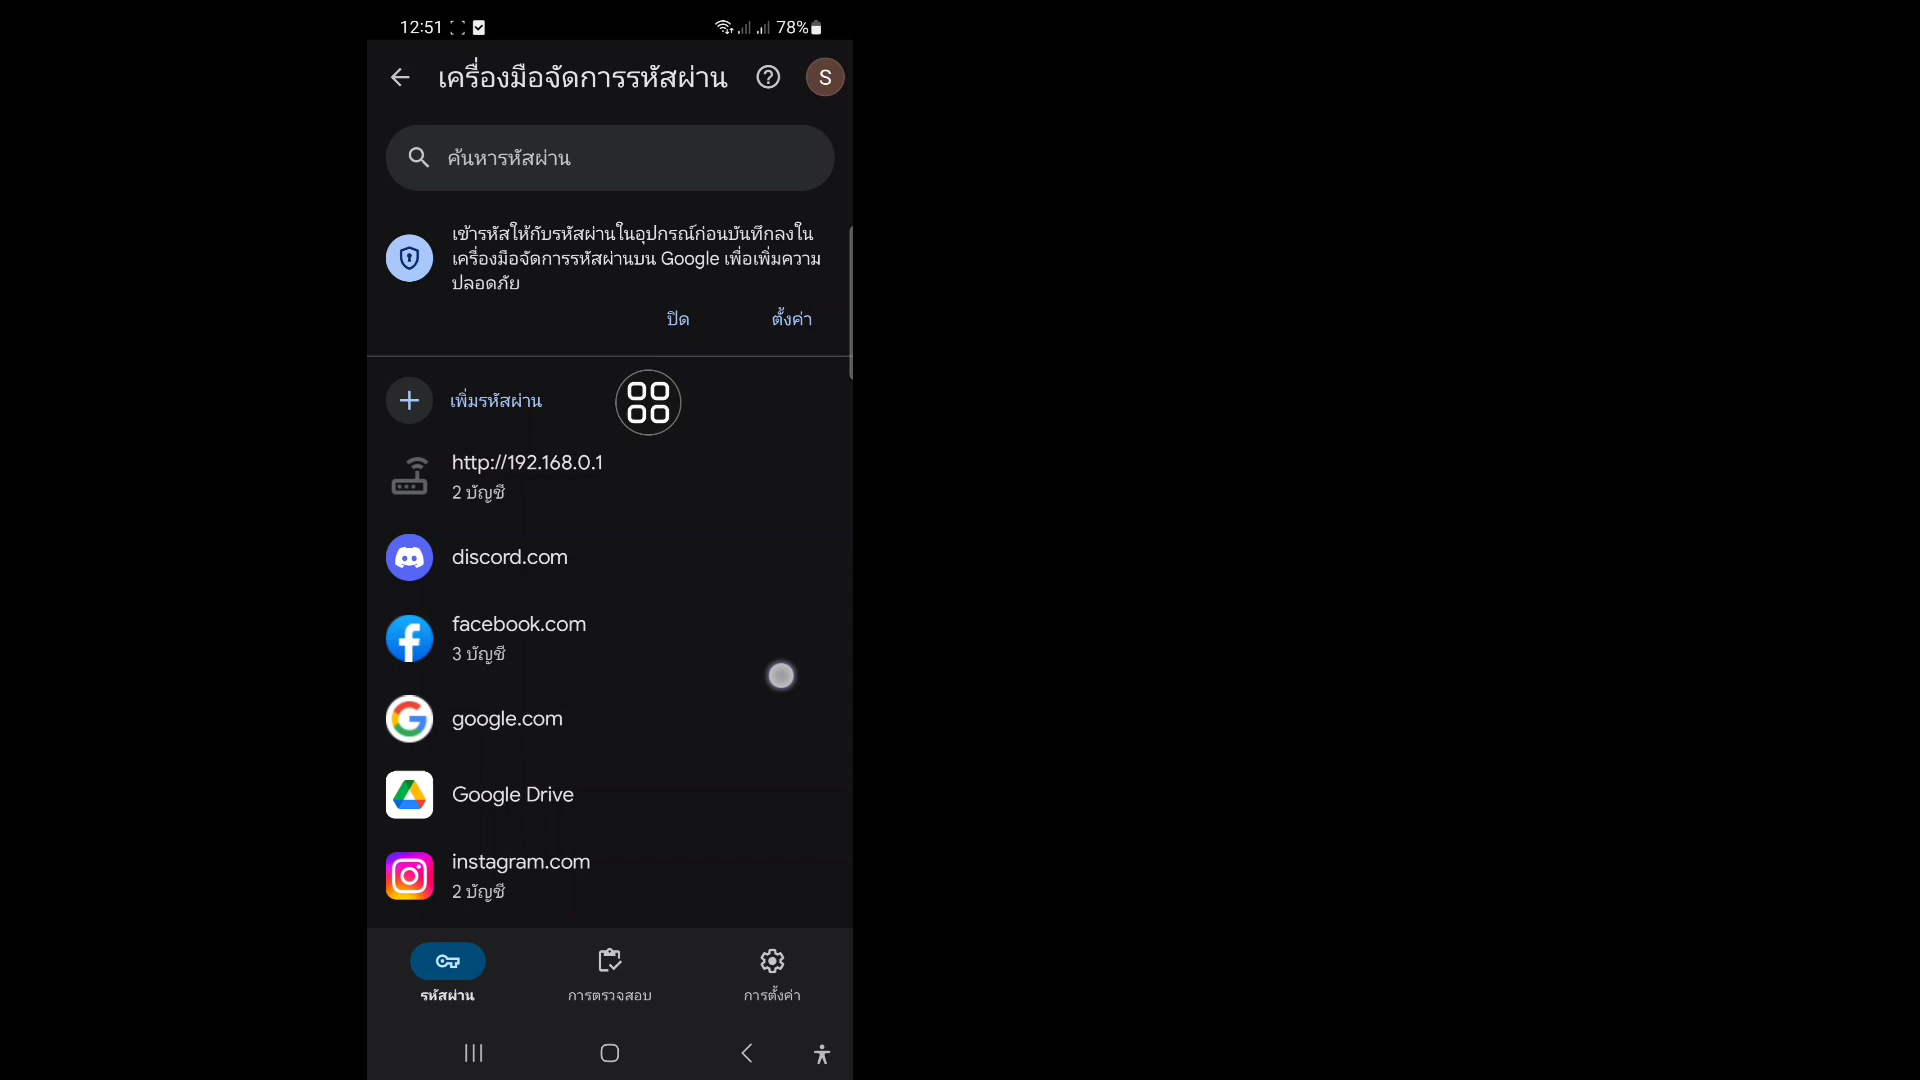 12:51 78%
เครื่องมือจัดการรหัสผ่าน S
ค้นหารหัสผ่าน
เข้ารหัสให้กับรหัสผ่านในอุปกรณ์ก่อนบันทึกลงใน
เครื่องมือจัดการรหัสผ่านบน Google เพื่อเพิ่มความ
ปลอดภัย
ปิด ตั้งค่า
เพิ่มรหัสผ่าน
http://192.168.0.1
2 บัญชี
discord.com
facebook.com
3 บัญชี
google.com
Google Drive
instagram.com
2 บัญชี
รหัสผ่าน การตรวจสอบ การตั้งค่า